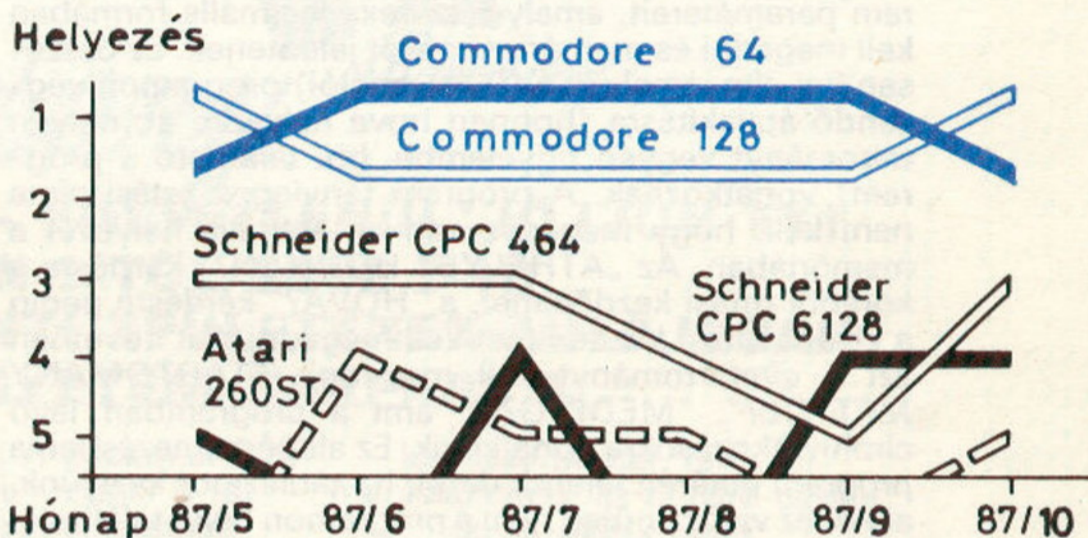 Helyezés
Commodore 64
1
Commodore 128
2
Schneider CPC 464
3
Schneider
CPC 6128
4
Atari
260ST
5
Hónap 87/5 87/6 87/7 87/8 87/9 87/10